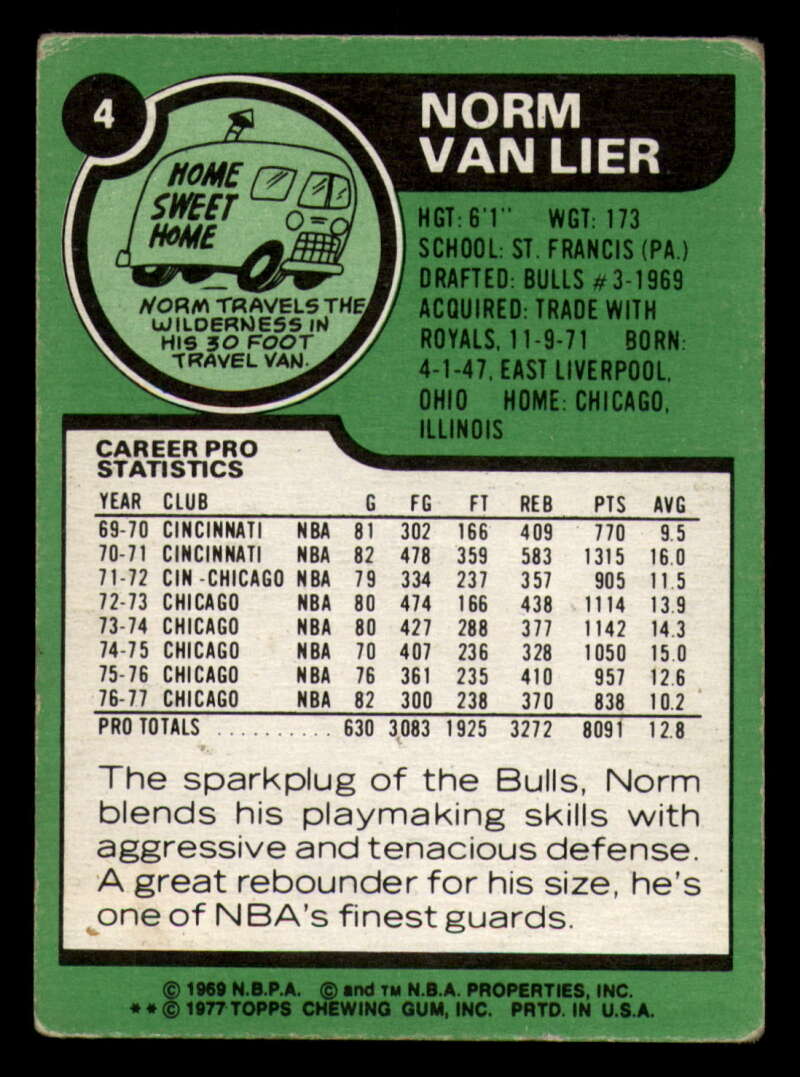 4
NORM
VAN LIER
HOME
SWEET
HOME
NORM TRAVELS THE
WILDERNESS IN
HIS 30 FOOT
TRAVEL VAN.
HGT: 6'1" WGT: 173
SCHOOL: ST. FRANCIS (PA.)
DRAFTED: BULLS #3-1969
ACQUIRED: TRADE WITH
ROYALS, 11-9-71 BORN:
4-1-47, EAST LIVERPOOL,
OHIO HOME: CHICAGO,
ILLINOIS
CAREER PRO
STATISTICS
YEAR CLUB G FG FT REB PTS AVG
69-70 CINCINNATI NBA 81 302 166 409 770 9.5
70-71 CINCINNATI NBA 82 478 359 583 1315 16.0
71-72 CIN-CHICAGO NBA 79 334 237 357 905 11.5
72-73 CHICAGO NBA 80 474 166 438 1114 13.9
73-74 CHICAGO NBA 80 427 288 377 1142 14.3
74-75 CHICAGO NBA 70 407 236 328 1050 15.0
75-76 CHICAGO NBA 76 361 235 410 957 12.6
76-77 CHICAGO NBA 82 300 238 370 838 10.2
PRO TOTALS .......... 630 3083 1925 3272 8091 12.8
The sparkplug of the Bulls, Norm
blends his playmaking skills with
aggressive and tenacious defense.
A great rebounder for his size, he's
one of NBA's finest guards.
© 1969 N.B.P.A. © and TM N.B.A. PROPERTIES, INC.
**© 1977 TOPPS CHEWING GUM, INC. PRTD. IN U.S.A.